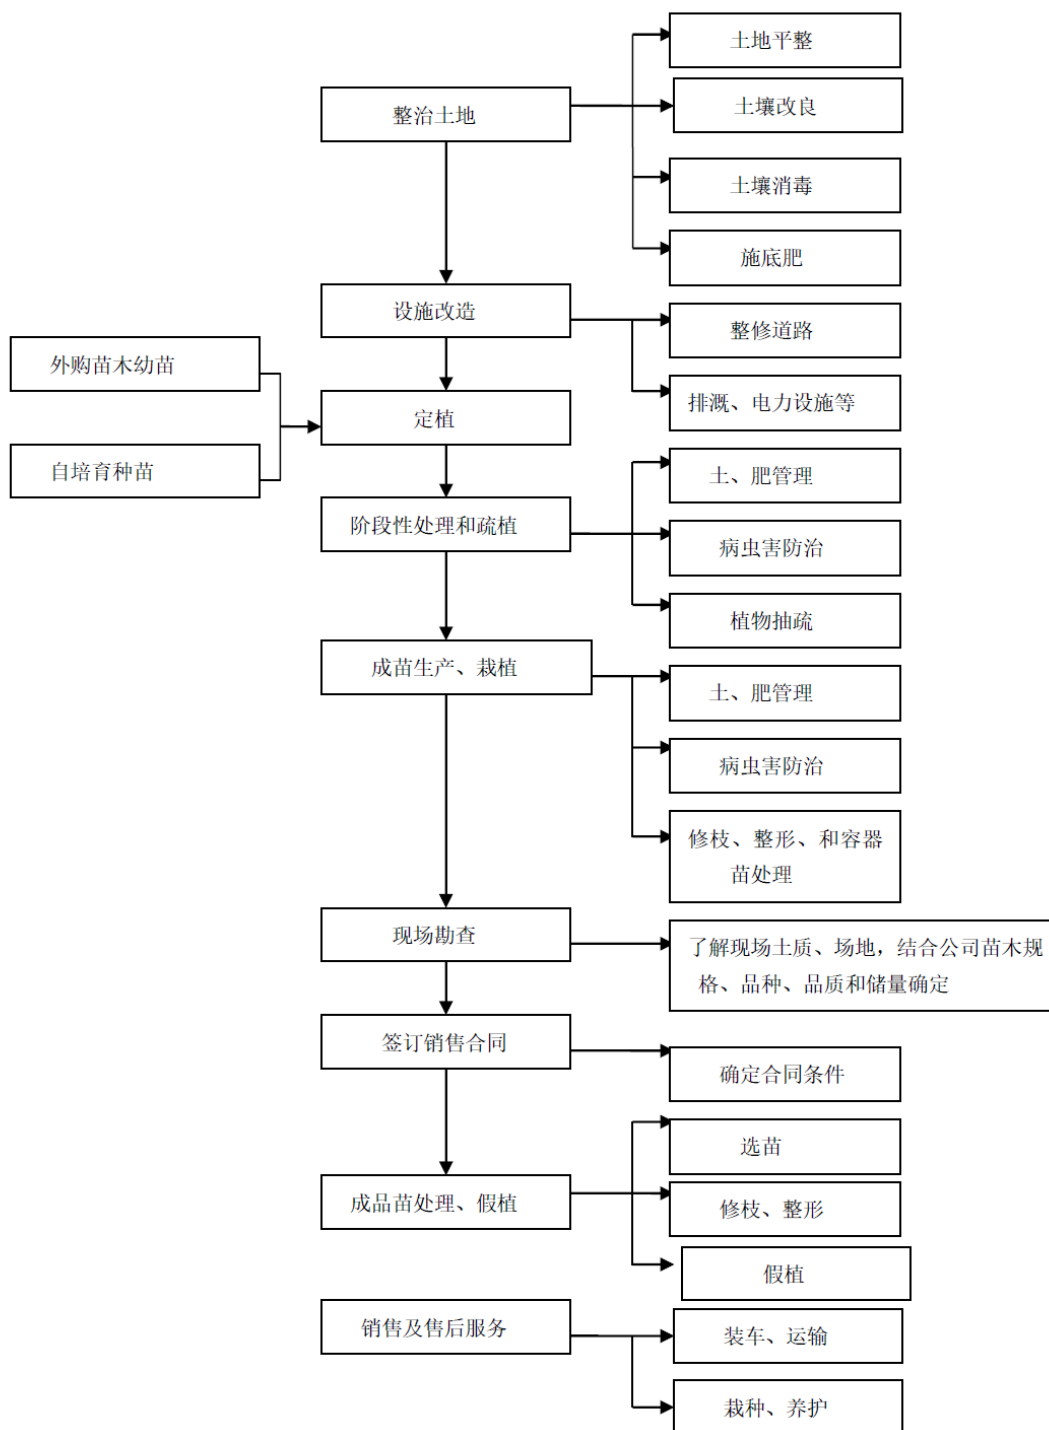 土地平整
整治土地
土壤改良
土壤消毒
施底肥
设施改造
整修道路
外购苗木幼苗
排溉、电力设施等
定植
自培育种苗
土、肥管理
阶段性处理和疏植
病虫害防治
植物抽疏
成苗生产、栽植
土、肥管理
病虫害防治
修枝、整形、和容器
苗处理
现场勘查
了解现场土质、场地，结合公司苗木规
格、品种、品质和储量确定
签订销售合同
确定合同条件
选苗
成品苗处理、假植
修枝、整形
假植
销售及售后服务
装车、运输
栽种、养护